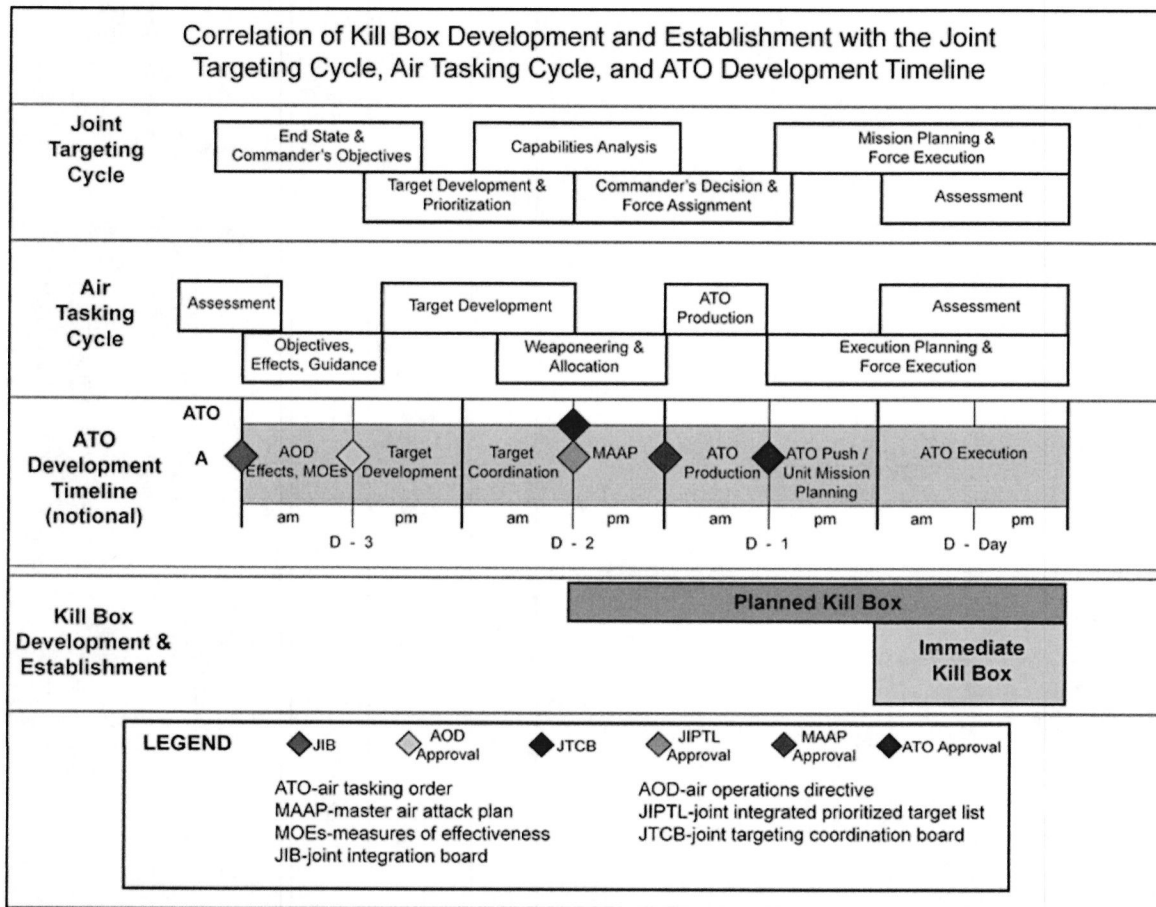 Correlation of Kill Box Development and Establishment with the Joint
Targeting Cycle, Air Tasking Cycle, and ATO Development Timeline
Joint
Targeting
Cycle
End State &
Commander's Objectives
Capabilities Analysis
Mission Planning &
Force Execution
Target Development &
Prioritization
Commander's Decision &
Force Assignment
Assessment
Air
Tasking
Cycle
Assessment
Target Development
ATO
Production
Assessment
Objectives,
Effects, Guidance
Weaponeering &
Allocation
Execution Planning &
Force Execution
ATO
Development
Timeline
(notional)
ATO
A
AOD
Effects, MOEs
Target
Development
Target
Coordination
MAAP
ATO
Production
ATO Push /
Unit Mission
Planning
ATO Execution
am pm am pm am pm am pm
D - 3 D - 2 D - 1 D - Day
Kill Box
Development &
Establishment
Planned Kill Box
Immediate
Kill Box
LEGEND
JIB
AOD
Approval
JTCB
JIPTL
Approval
MAAP
Approval
ATO Approval
ATO-air tasking order
MAAP-master air attack plan
MOEs-measures of effectiveness
JIB-joint integration board
AOD-air operations directive
JIPTL-joint integrated prioritized target list
JTCB-joint targeting coordination board